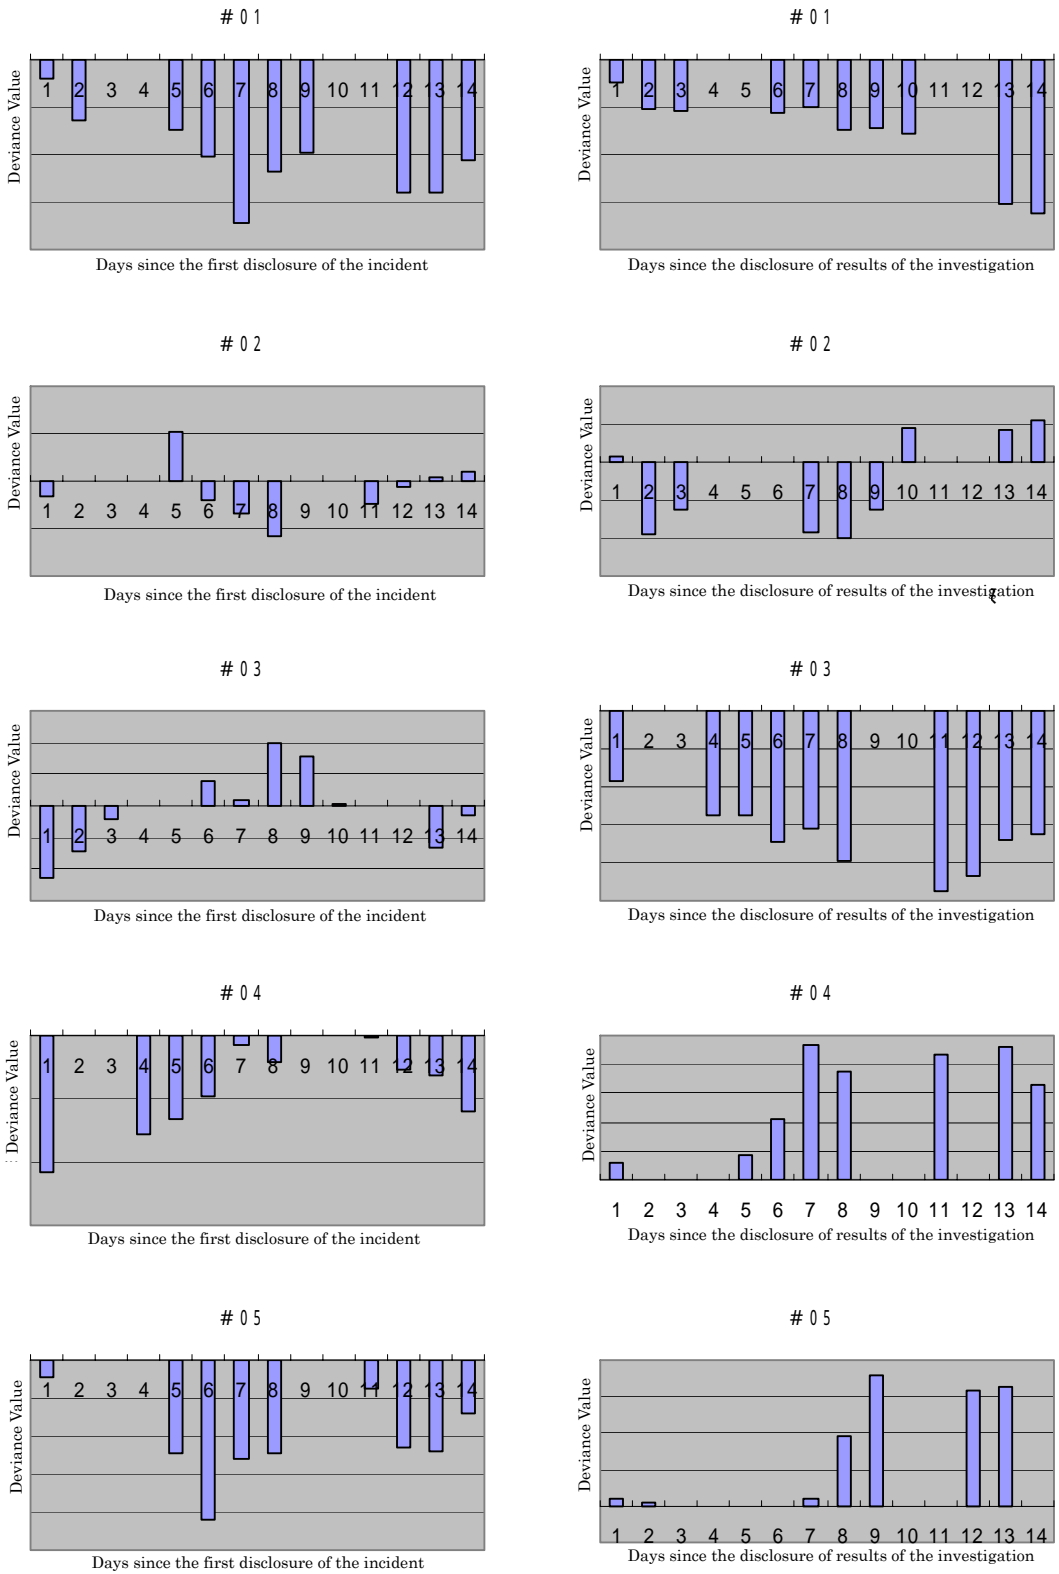 #01
Deviance Value
1 2 3 4 5 6 7 8 9 10 11 12 13 14
Days since the first disclosure of the incident
#01
Deviance Value
1 2 3 4 5 6 7 8 9 10 11 12 13 14
Days since the disclosure of results of the investigation
#02
Deviance Value
1 2 3 4 5 6 7 8 9 10 11 12 13 14
Days since the first disclosure of the incident
#02
Deviance Value
1 2 3 4 5 6 7 8 9 10 11 12 13 14
Days since the disclosure of results of the investigation
#03
Deviance Value
1 2 3 4 5 6 7 8 9 10 11 12 13 14
Days since the first disclosure of the incident
#03
Deviance Value
1 2 3 4 5 6 7 8 9 10 11 12 13 14
Days since the disclosure of results of the investigation
#04
Deviance Value
1 2 3 4 5 6 7 8 9 10 11 12 13 14
Days since the first disclosure of the incident
#04
Deviance Value
1 2 3 4 5 6 7 8 9 10 11 12 13 14
Days since the disclosure of results of the investigation
#05
Deviance Value
1 2 3 4 5 6 7 8 9 10 11 12 13 14
Days since the first disclosure of the incident
#05
Deviance Value
1 2 3 4 5 6 7 8 9 10 11 12 13 14
Days since the disclosure of results of the investigation